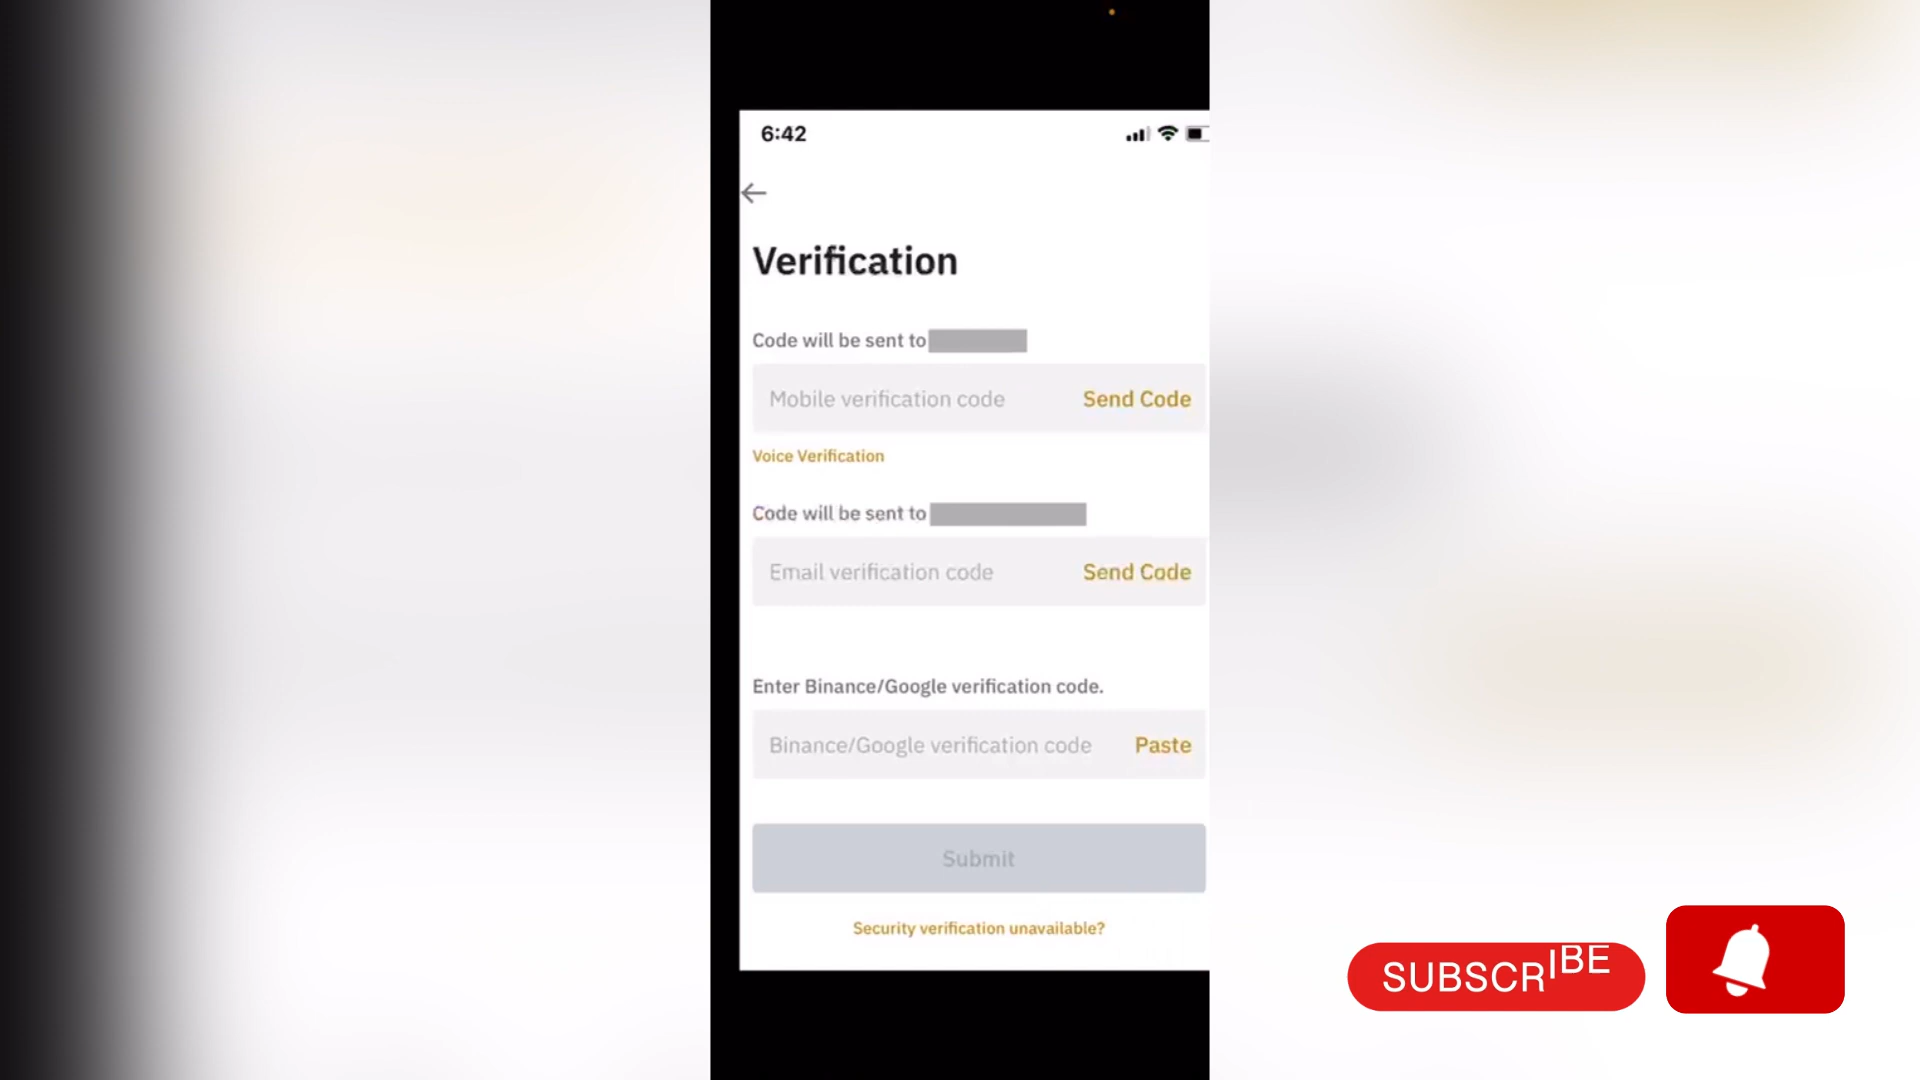 6:42
Verification
Code will be sent to
Mobile verification code Send Code
Voice Verification
Code will be sent to
Email verification code Send Code
Enter Binance/Google verification code.
Binance/Google verification code Paste
Submit
Security verification unavailable?
SUBSCRIBE